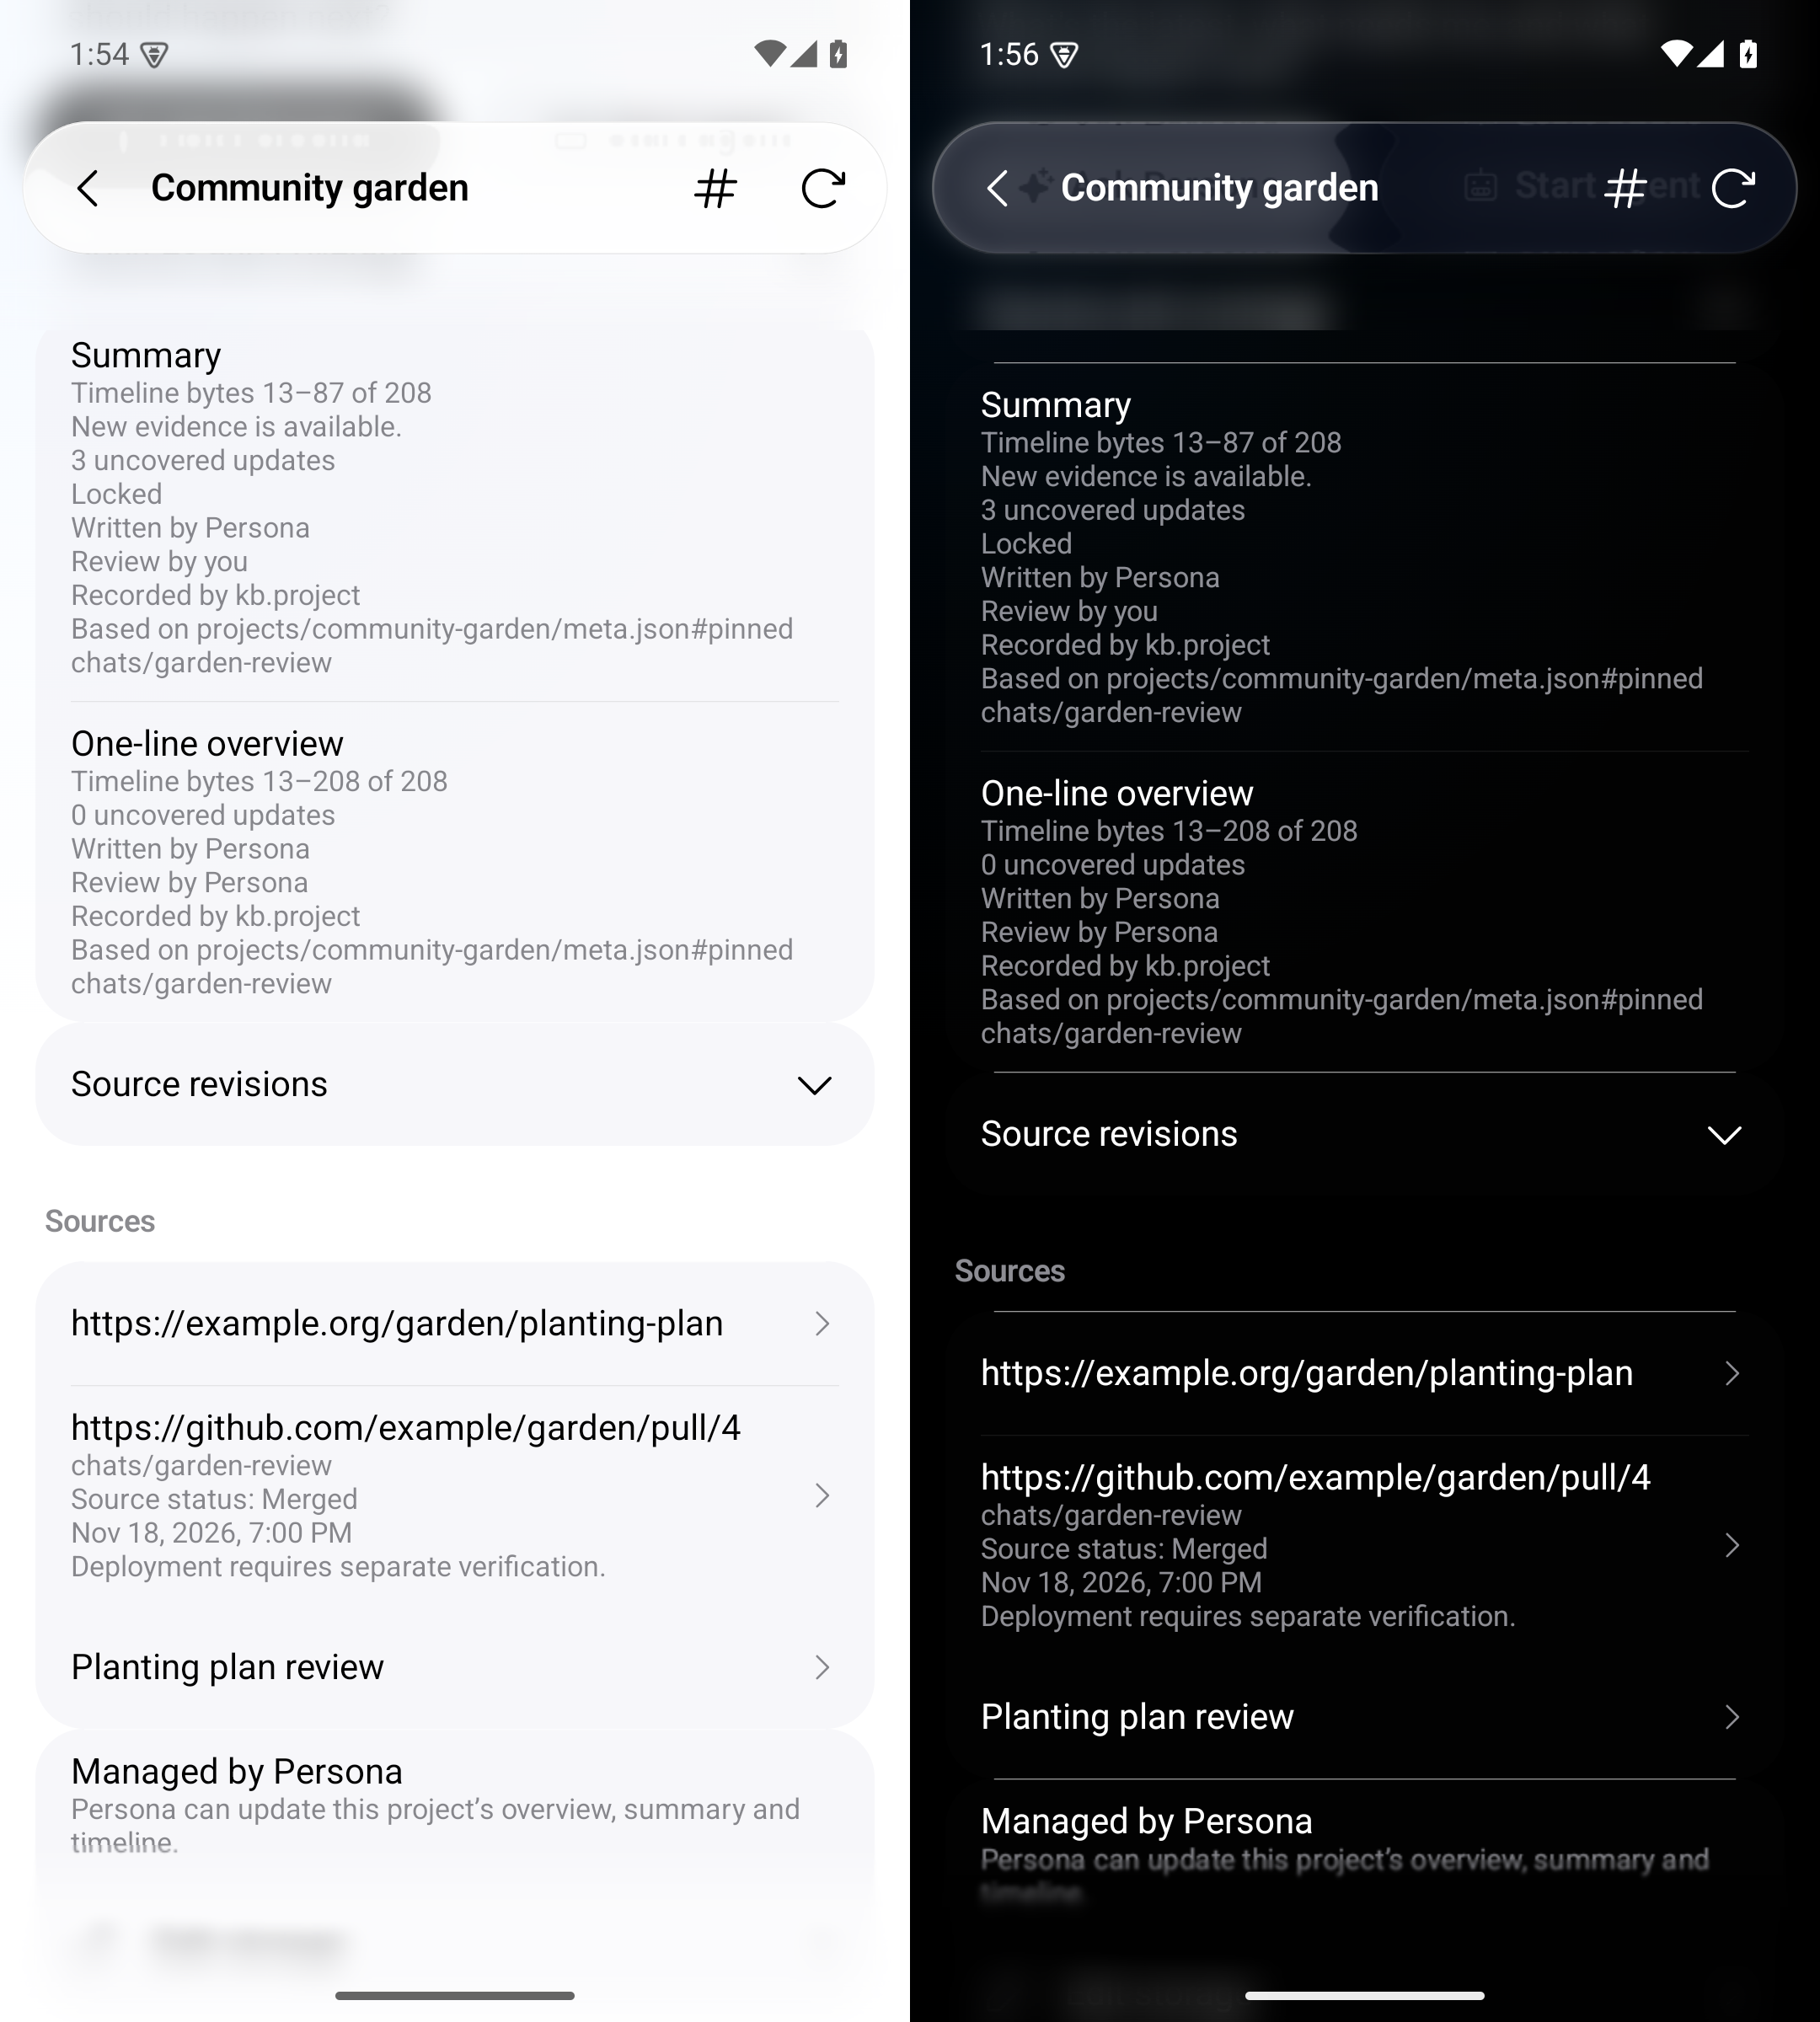 1:54
Community garden
Summary
Timeline bytes 13–87 of 208
New evidence is available.
3 uncovered updates
Locked
Written by Persona
Review by you
Recorded by kb.project
Based on projects/community-garden/meta.json#pinned
chats/garden-review
One-line overview
Timeline bytes 13–208 of 208
0 uncovered updates
Written by Persona
Review by Persona
Recorded by kb.project
Based on projects/community-garden/meta.json#pinned
chats/garden-review
Source revisions
Sources
https://example.org/garden/planting-plan
https://github.com/example/garden/pull/4
chats/garden-review
Source status: Merged
Nov 18, 2026, 7:00 PM
Deployment requires separate verification.
Planting plan review
Managed by Persona
Persona can update this project’s overview, summary and
timeline.
1:56
Community garden
Start
Summary
Timeline bytes 13–87 of 208
New evidence is available.
3 uncovered updates
Locked
Written by Persona
Review by you
Recorded by kb.project
Based on projects/community-garden/meta.json#pinned
chats/garden-review
One-line overview
Timeline bytes 13–208 of 208
0 uncovered updates
Written by Persona
Review by Persona
Recorded by kb.project
Based on projects/community-garden/meta.json#pinned
chats/garden-review
Source revisions
Sources
https://example.org/garden/planting-plan
https://github.com/example/garden/pull/4
chats/garden-review
Source status: Merged
Nov 18, 2026, 7:00 PM
Deployment requires separate verification.
Planting plan review
Managed by Persona
Persona can update this project’s overview, summary and
timeline.